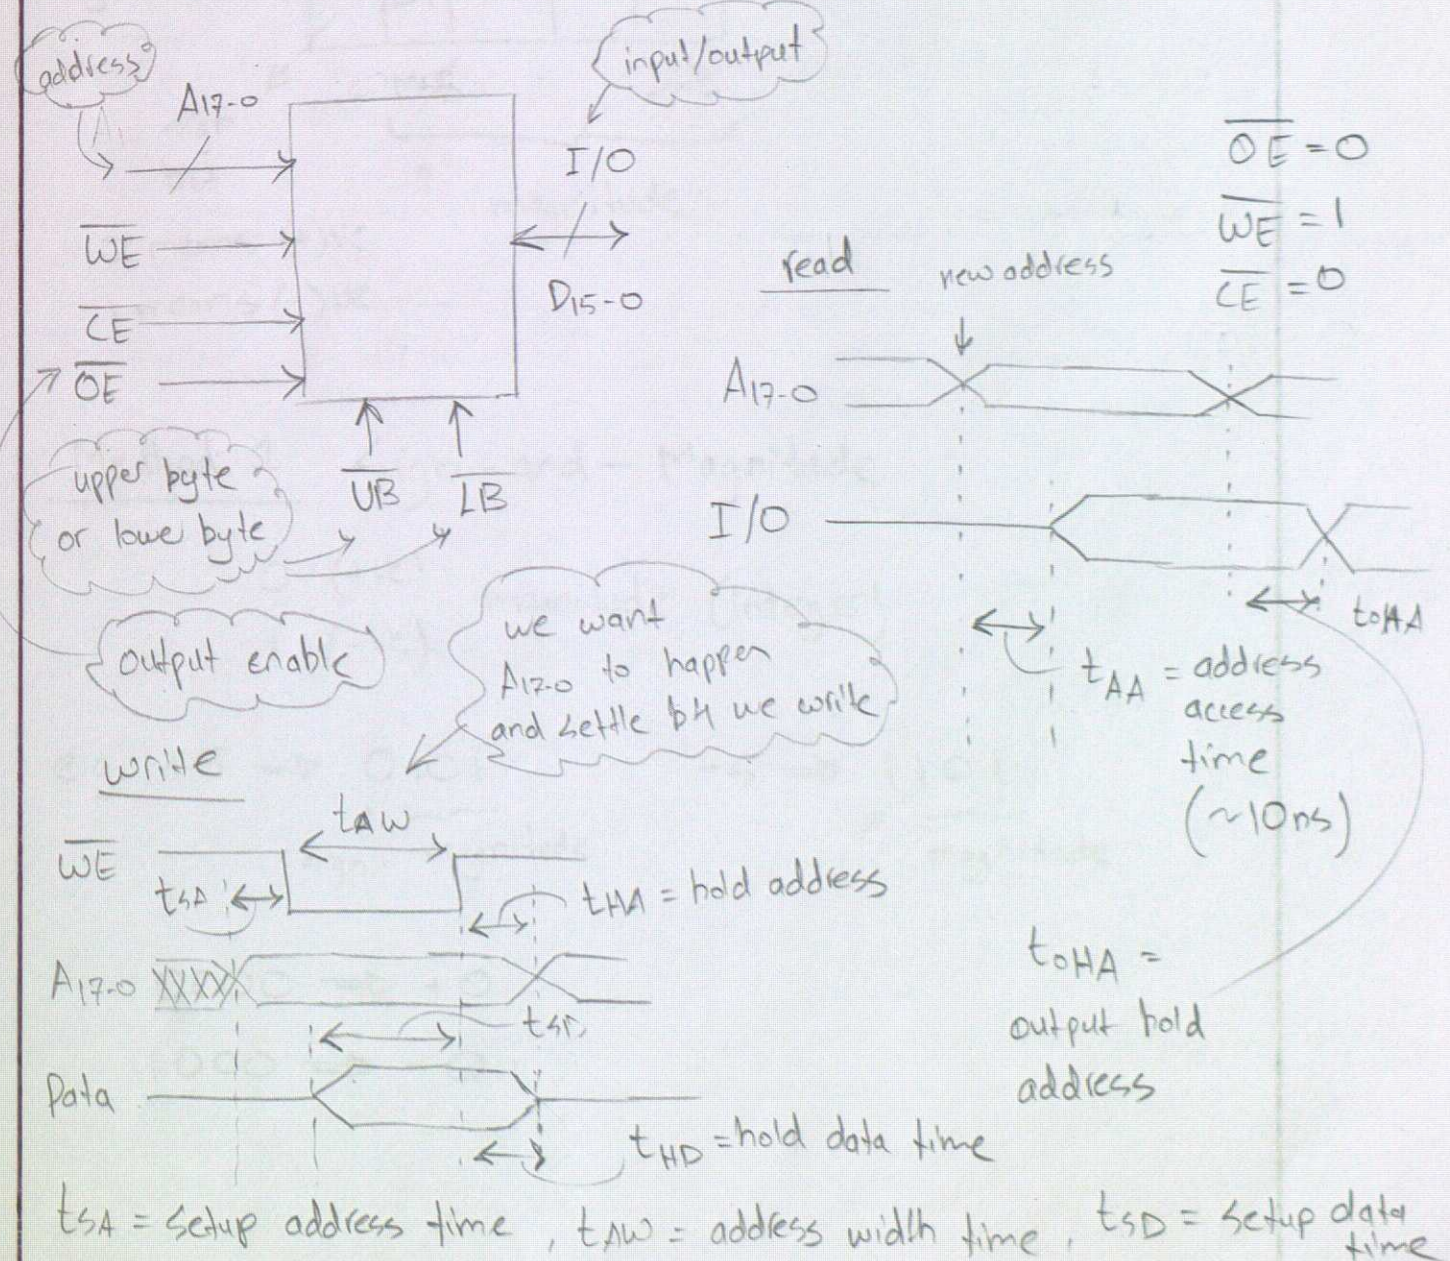 address
A17-0
WE
CE
OE
input/output
I/O
D15-0
UB
LB
upper byte
or lowe byte
output enable
OE = 0
WE = 1
CE = 0
read
new address
A17-0
I/O
tOHA
tAA = address
access
time
(~10ns)
tOHA =
output hold
address
we want
A17-0 to happen
and settle b4 we write
write
tAW
WE
tSA
tHA = hold address
A17-0
tSD
Data
tHD = hold data time
tSA = setup address time, tAW = address width time, tSD = setup data
time